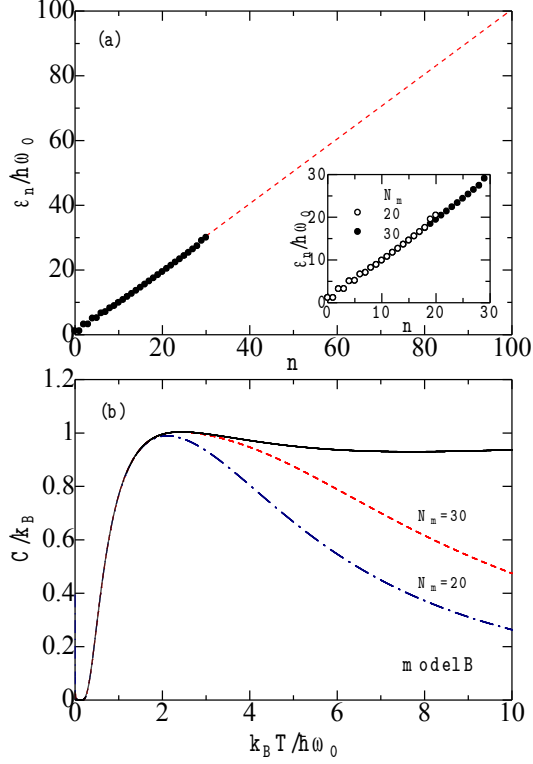 100
(a)
80
60
40
20
0
ε_n/ħω_0
30
20
10
0
ε_n/ħω_0
N_m
20
30
0 10 20 30
n
0 20 40 60 80 100
n
1.2
(b)
1
0.8
0.6
0.4
0.2
0
C/k_B
N_m=30
N_m=20
model B
0 2 4 6 8 10
k_B T/ħω_0